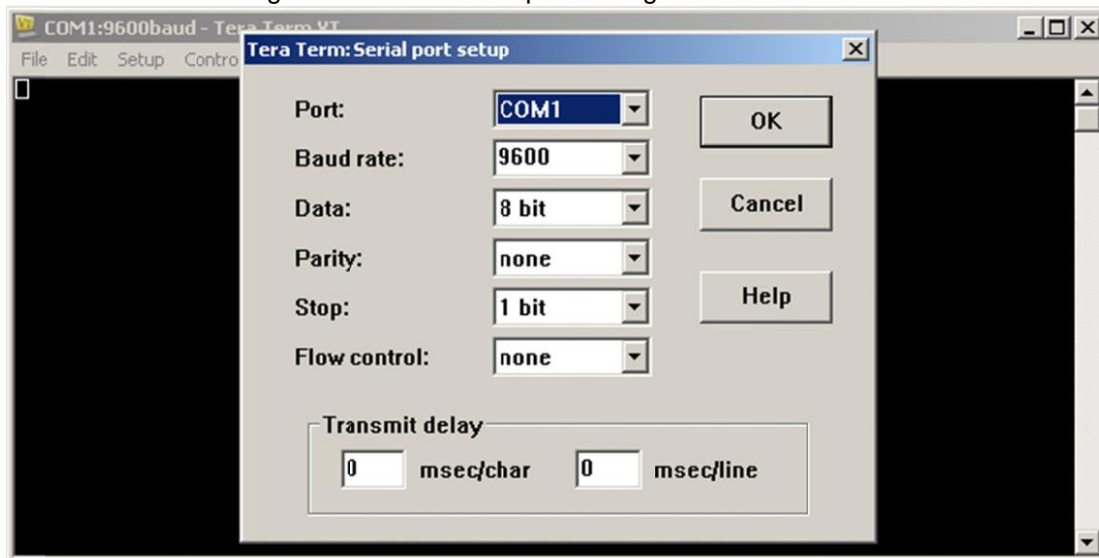 COM1:9600baud - Tera Term VT
File Edit Setup Contro
Tera Term: Serial port setup
Port: COM1
OK
Baud rate: 9600
Data: 8 bit
Cancel
Parity: none
Stop: 1 bit
Help
Flow control: none
Transmit delay
0 msec/char 0 msec/line